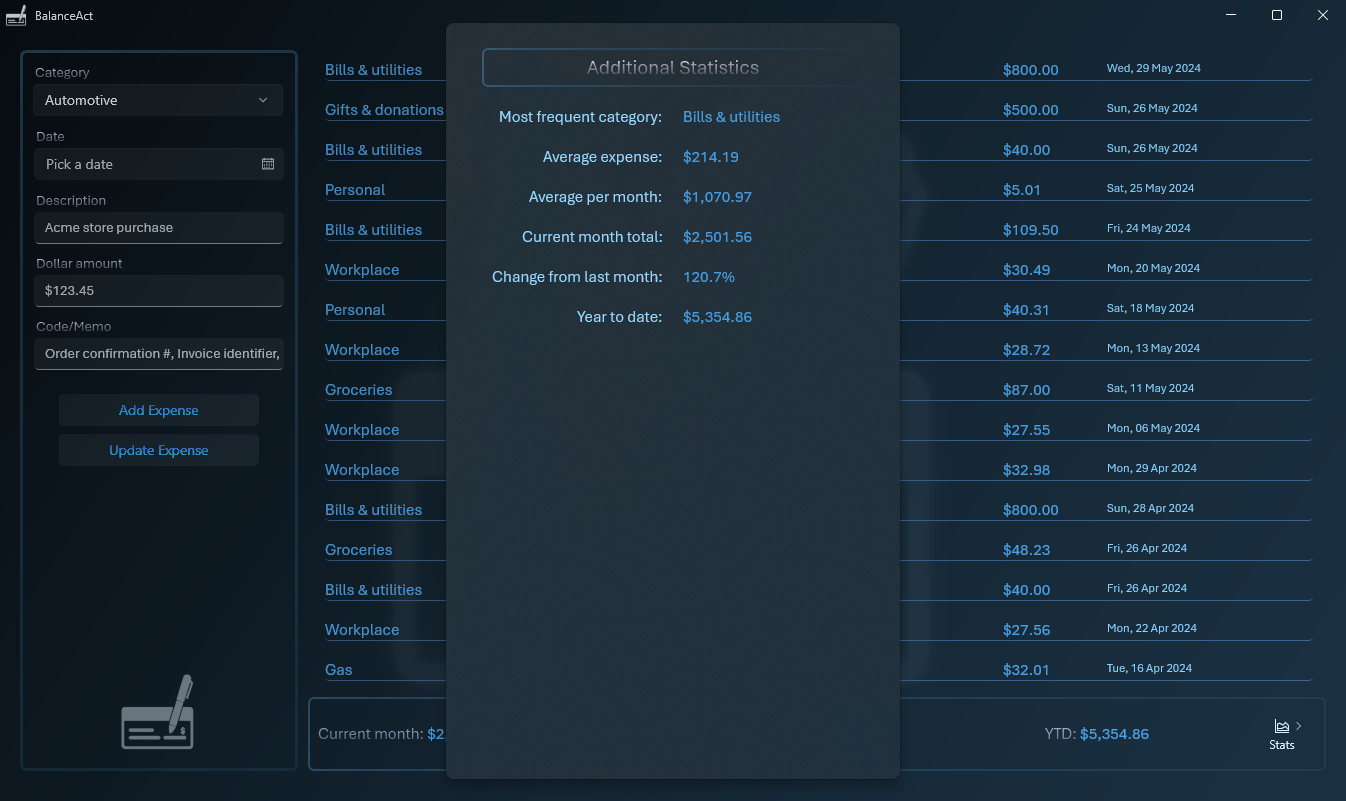 BalanceAct
Category
Automotive
Date
Pick a date
Description
Acme store purchase
Dollar amount
$123.45
Code/Memo
Order confirmation #, Invoice identifier,
Add Expense
Update Expense
Bills & utilities $800.00 Wed, 29 May 2024
Gifts & donations $500.00 Sun, 26 May 2024
Bills & utilities $40.00 Sun, 26 May 2024
Personal $5.01 Sat, 25 May 2024
Bills & utilities $109.50 Fri, 24 May 2024
Workplace $30.49 Mon, 20 May 2024
Personal $40.31 Sat, 18 May 2024
Workplace $28.72 Mon, 13 May 2024
Groceries $87.00 Sat, 11 May 2024
Workplace $27.55 Mon, 06 May 2024
Workplace $32.98 Mon, 29 Apr 2024
Bills & utilities $800.00 Sun, 28 Apr 2024
Groceries $48.23 Fri, 26 Apr 2024
Bills & utilities $40.00 Fri, 26 Apr 2024
Workplace $27.56 Mon, 22 Apr 2024
Gas $32.01 Tue, 16 Apr 2024
Additional Statistics
Most frequent category: Bills & utilities
Average expense: $214.19
Average per month: $1,070.97
Current month total: $2,501.56
Change from last month: 120.7%
Year to date: $5,354.86
Current month: $2
YTD: $5,354.86
Stats